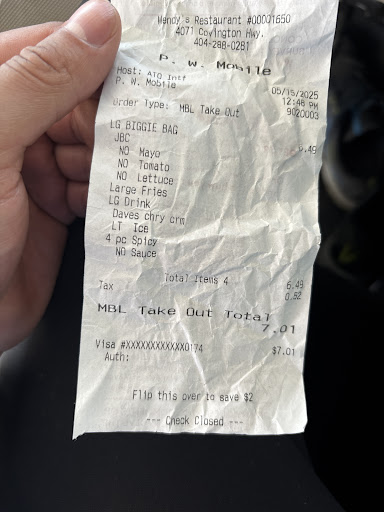 Wendy's Restaurant #00001650
4071 Covington Hwy.
404-288-0281
P. W. Mobile
Host: ATO Intf
P. W. Mobile
05/15/2025
12:46 PM
Order Type: MBL Take Out
9020003
LG BIGGIE BAG
6.49
JBC
NO Mayo
NO Tomato
NO Lettuce
Large Fries
LG Drink
Daves chry crm
LT Ice
4 pc Spicy
NO Sauce
Total Items 4
6.49
Tax
0.52
MBL Take Out Total
7.01
Visa #XXXXXXXXXXXX0174
$7.01
Auth:
Flip this over to save $2
--- Check Closed ---